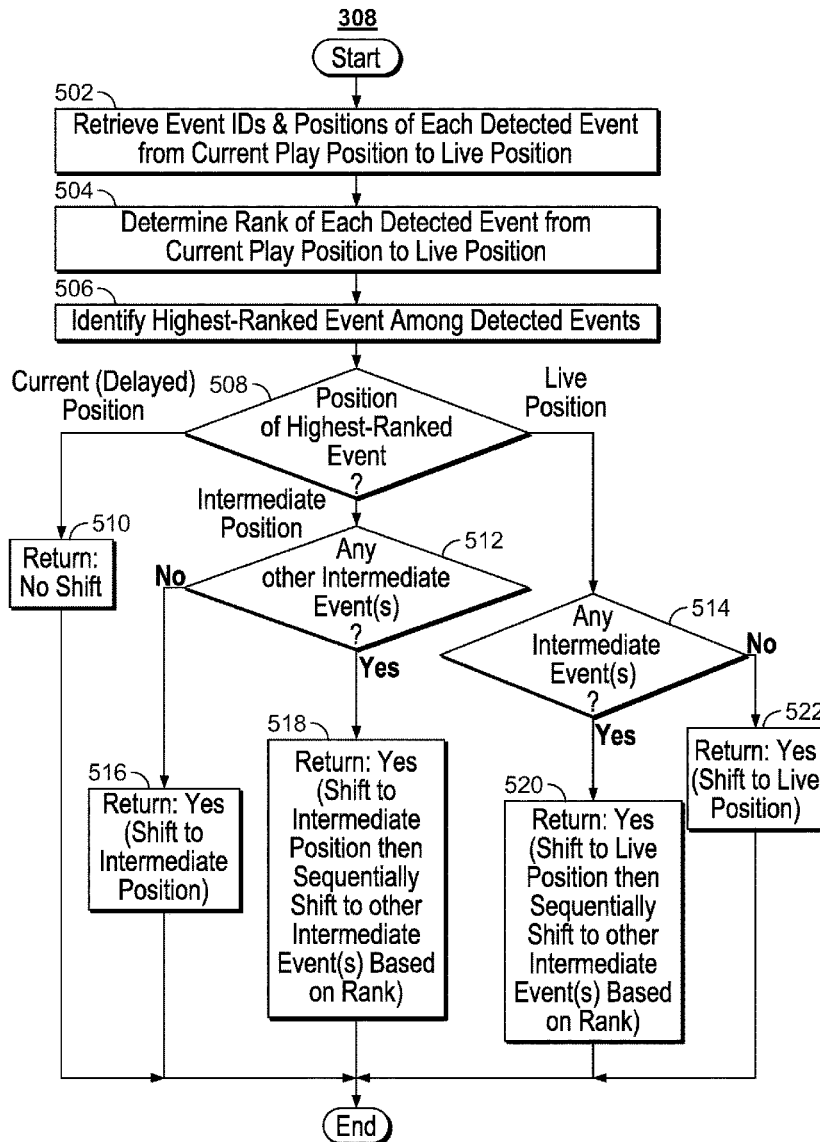 308
Start
502
Retrieve Event IDs & Positions of Each Detected Event
from Current Play Position to Live Position
504
Determine Rank of Each Detected Event from
Current Play Position to Live Position
506
Identify Highest-Ranked Event Among Detected Events
Current (Delayed)
Position
508
Position
of Highest-Ranked
Event
?
Live
Position
Intermediate
Position
510
Return:
No Shift
512
Any
other Intermediate
Event(s)
?
No
Yes
514
Any
Intermediate
Event(s)
?
No
Yes
516
Return: Yes
(Shift to
Intermediate
Position)
518
Return: Yes
(Shift to
Intermediate
Position then
Sequentially
Shift to other
Intermediate
Event(s) Based
on Rank)
520
Return: Yes
(Shift to Live
Position then
Sequentially
Shift to other
Intermediate
Event(s) Based
on Rank)
522
Return: Yes
(Shift to Live
Position)
End